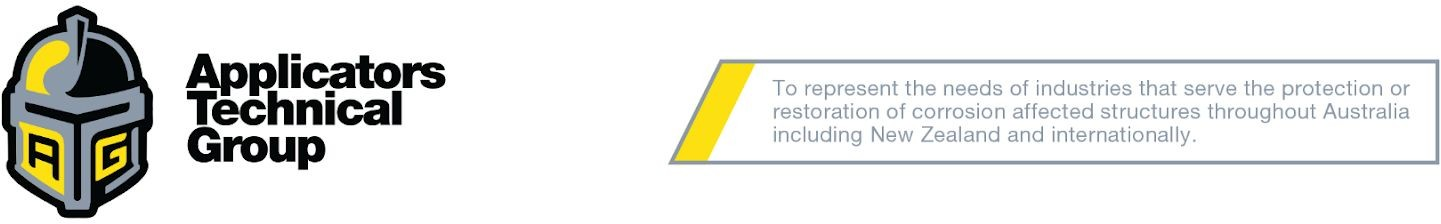 ATG
Applicators
Technical
Group
To represent the needs of industries that serve the protection or
restoration of corrosion affected structures throughout Australia
including New Zealand and internationally.